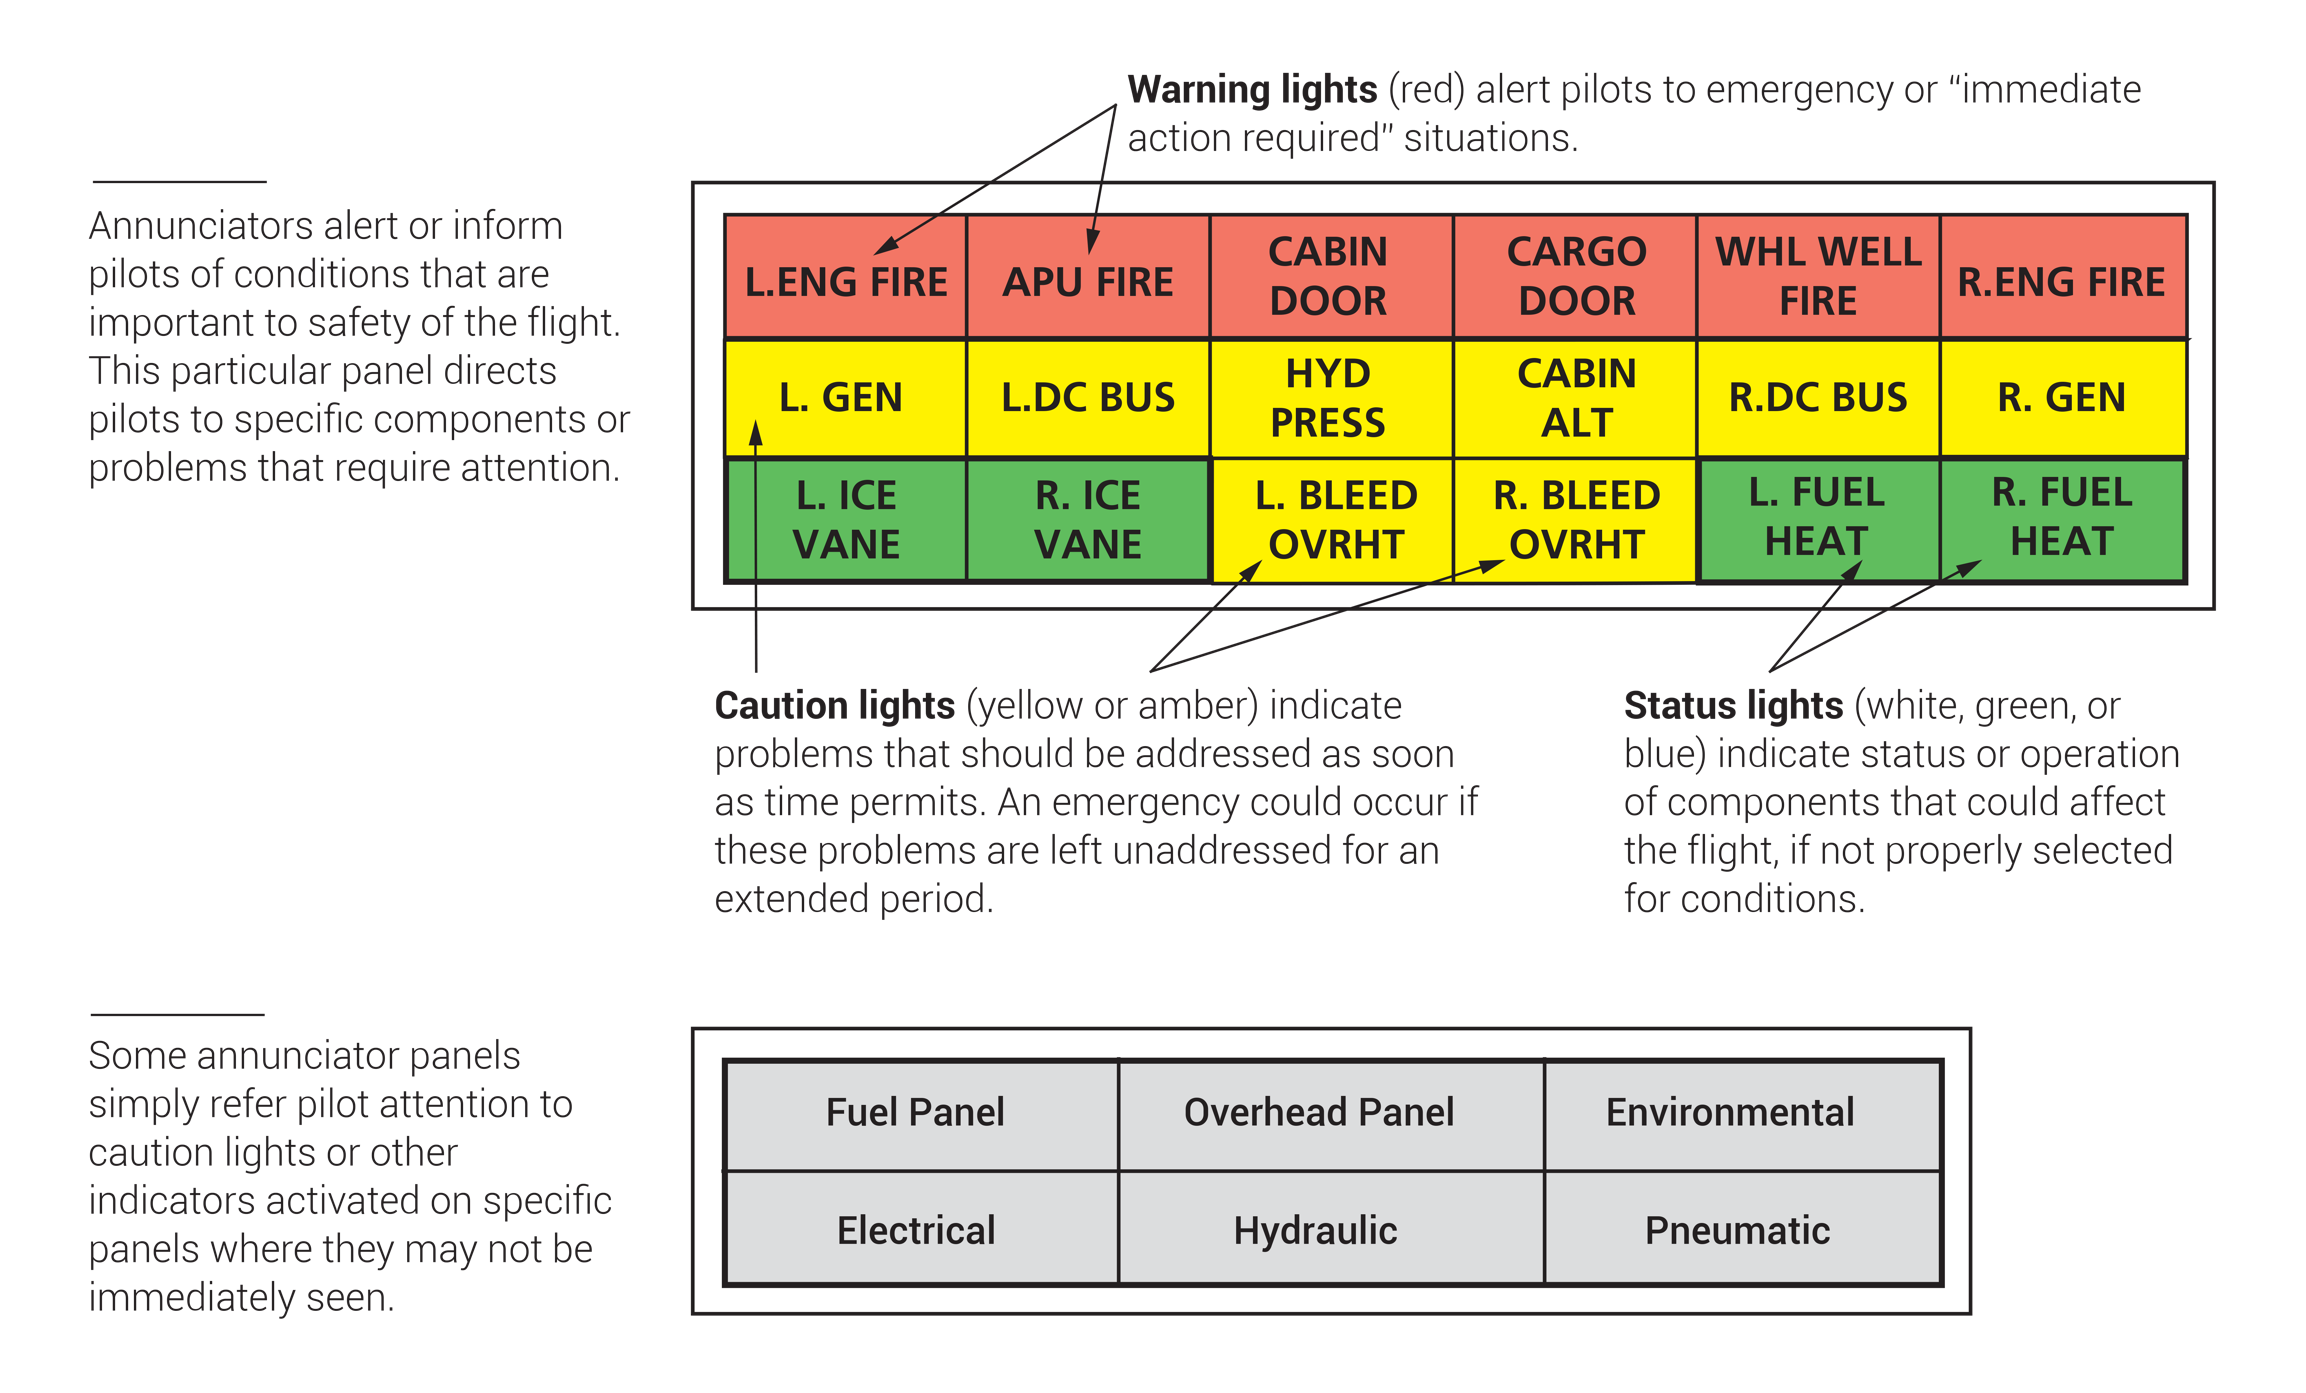 Warning lights (red) alert pilots to emergency or “immediate
action required” situations.
Annunciators alert or inform
pilots of conditions that are
important to safety of the flight.
This particular panel directs
pilots to specific components or
problems that require attention.
L.ENG FIRE
APU FIRE
CABIN
DOOR
CARGO
DOOR
WHL WELL
FIRE
R.ENG FIRE
L. GEN
L.DC BUS
HYD
PRESS
CABIN
ALT
R.DC BUS
R. GEN
L. ICE
VANE
R. ICE
VANE
L. BLEED
OVRHT
R. BLEED
OVRHT
L. FUEL
HEAT
R. FUEL
HEAT
Caution lights (yellow or amber) indicate
problems that should be addressed as soon
as time permits. An emergency could occur if
these problems are left unaddressed for an
extended period.
Status lights (white, green, or
blue) indicate status or operation
of components that could affect
the flight, if not properly selected
for conditions.
Some annunciator panels
simply refer pilot attention to
caution lights or other
indicators activated on specific
panels where they may not be
immediately seen.
Fuel Panel
Overhead Panel
Environmental
Electrical
Hydraulic
Pneumatic